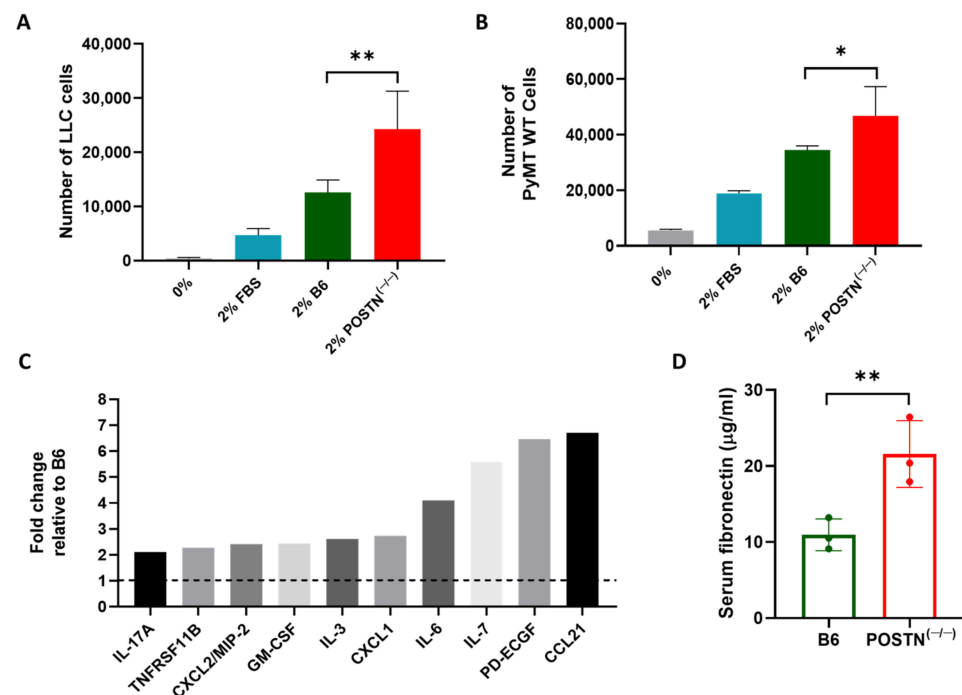 A
Number of LLC cells
40,000
30,000
20,000
10,000
0
**
0%
2% FBS
2% B6
2% POSTN(−/−)
B
Number of
PyMT WT Cells
80,000
60,000
40,000
20,000
0
*
0%
2% FBS
2% B6
2% POSTN(−/−)
C
Fold change
relative to B6
8
7
6
5
4
3
2
1
0
IL-17A
TNFRSF11B
CXCL2/MIP-2
GM-CSF
IL-3
CXCL1
IL-6
IL-7
PD-ECGF
CCL21
D
Serum fibronectin (µg/ml)
30
20
10
0
**
B6
POSTN(−/−)